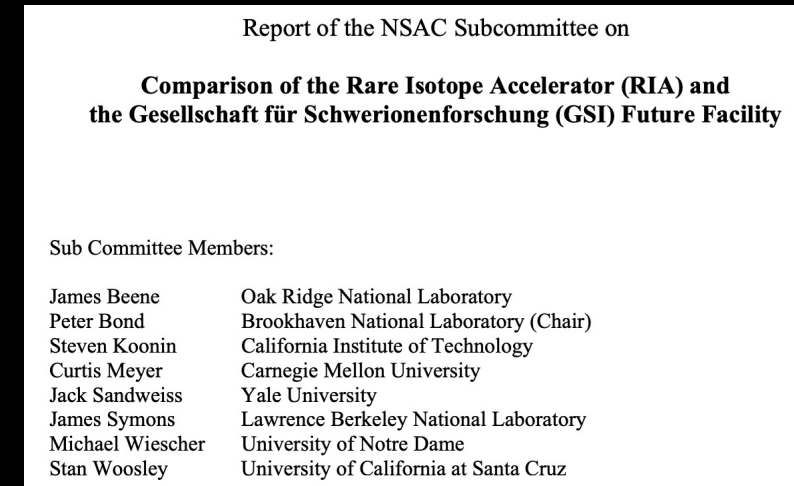 Report of the NSAC Subcommittee on
Comparison of the Rare Isotope Accelerator (RIA) and
the Gesellschaft für Schwerionenforschung (GSI) Future Facility
Sub Committee Members:
James Beene Oak Ridge National Laboratory
Peter Bond Brookhaven National Laboratory (Chair)
Steven Koonin California Institute of Technology
Curtis Meyer Carnegie Mellon University
Jack Sandweiss Yale University
James Symons Lawrence Berkeley National Laboratory
Michael Wiescher University of Notre Dame
Stan Woosley University of California at Santa Cruz